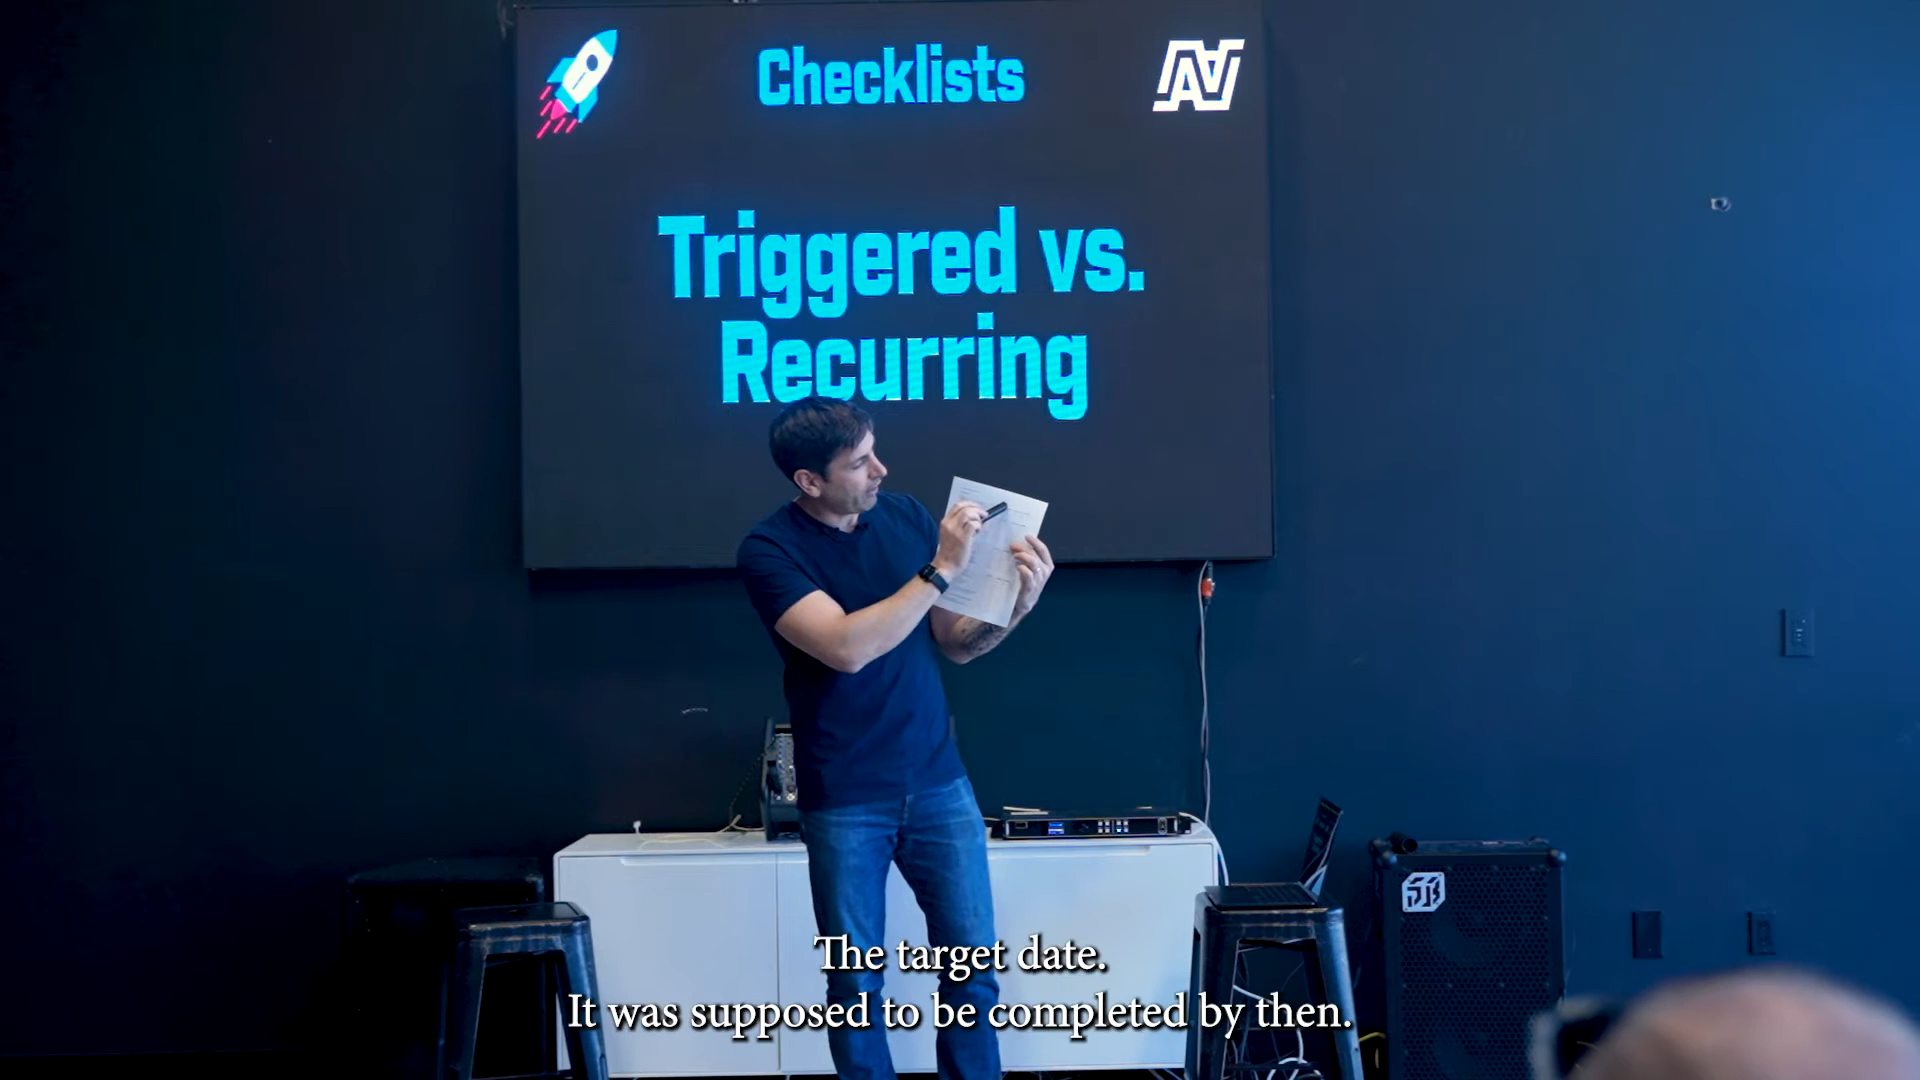 Checklists
Triggered vs.
Recurring
The target date.
It was supposed to be completed by then.